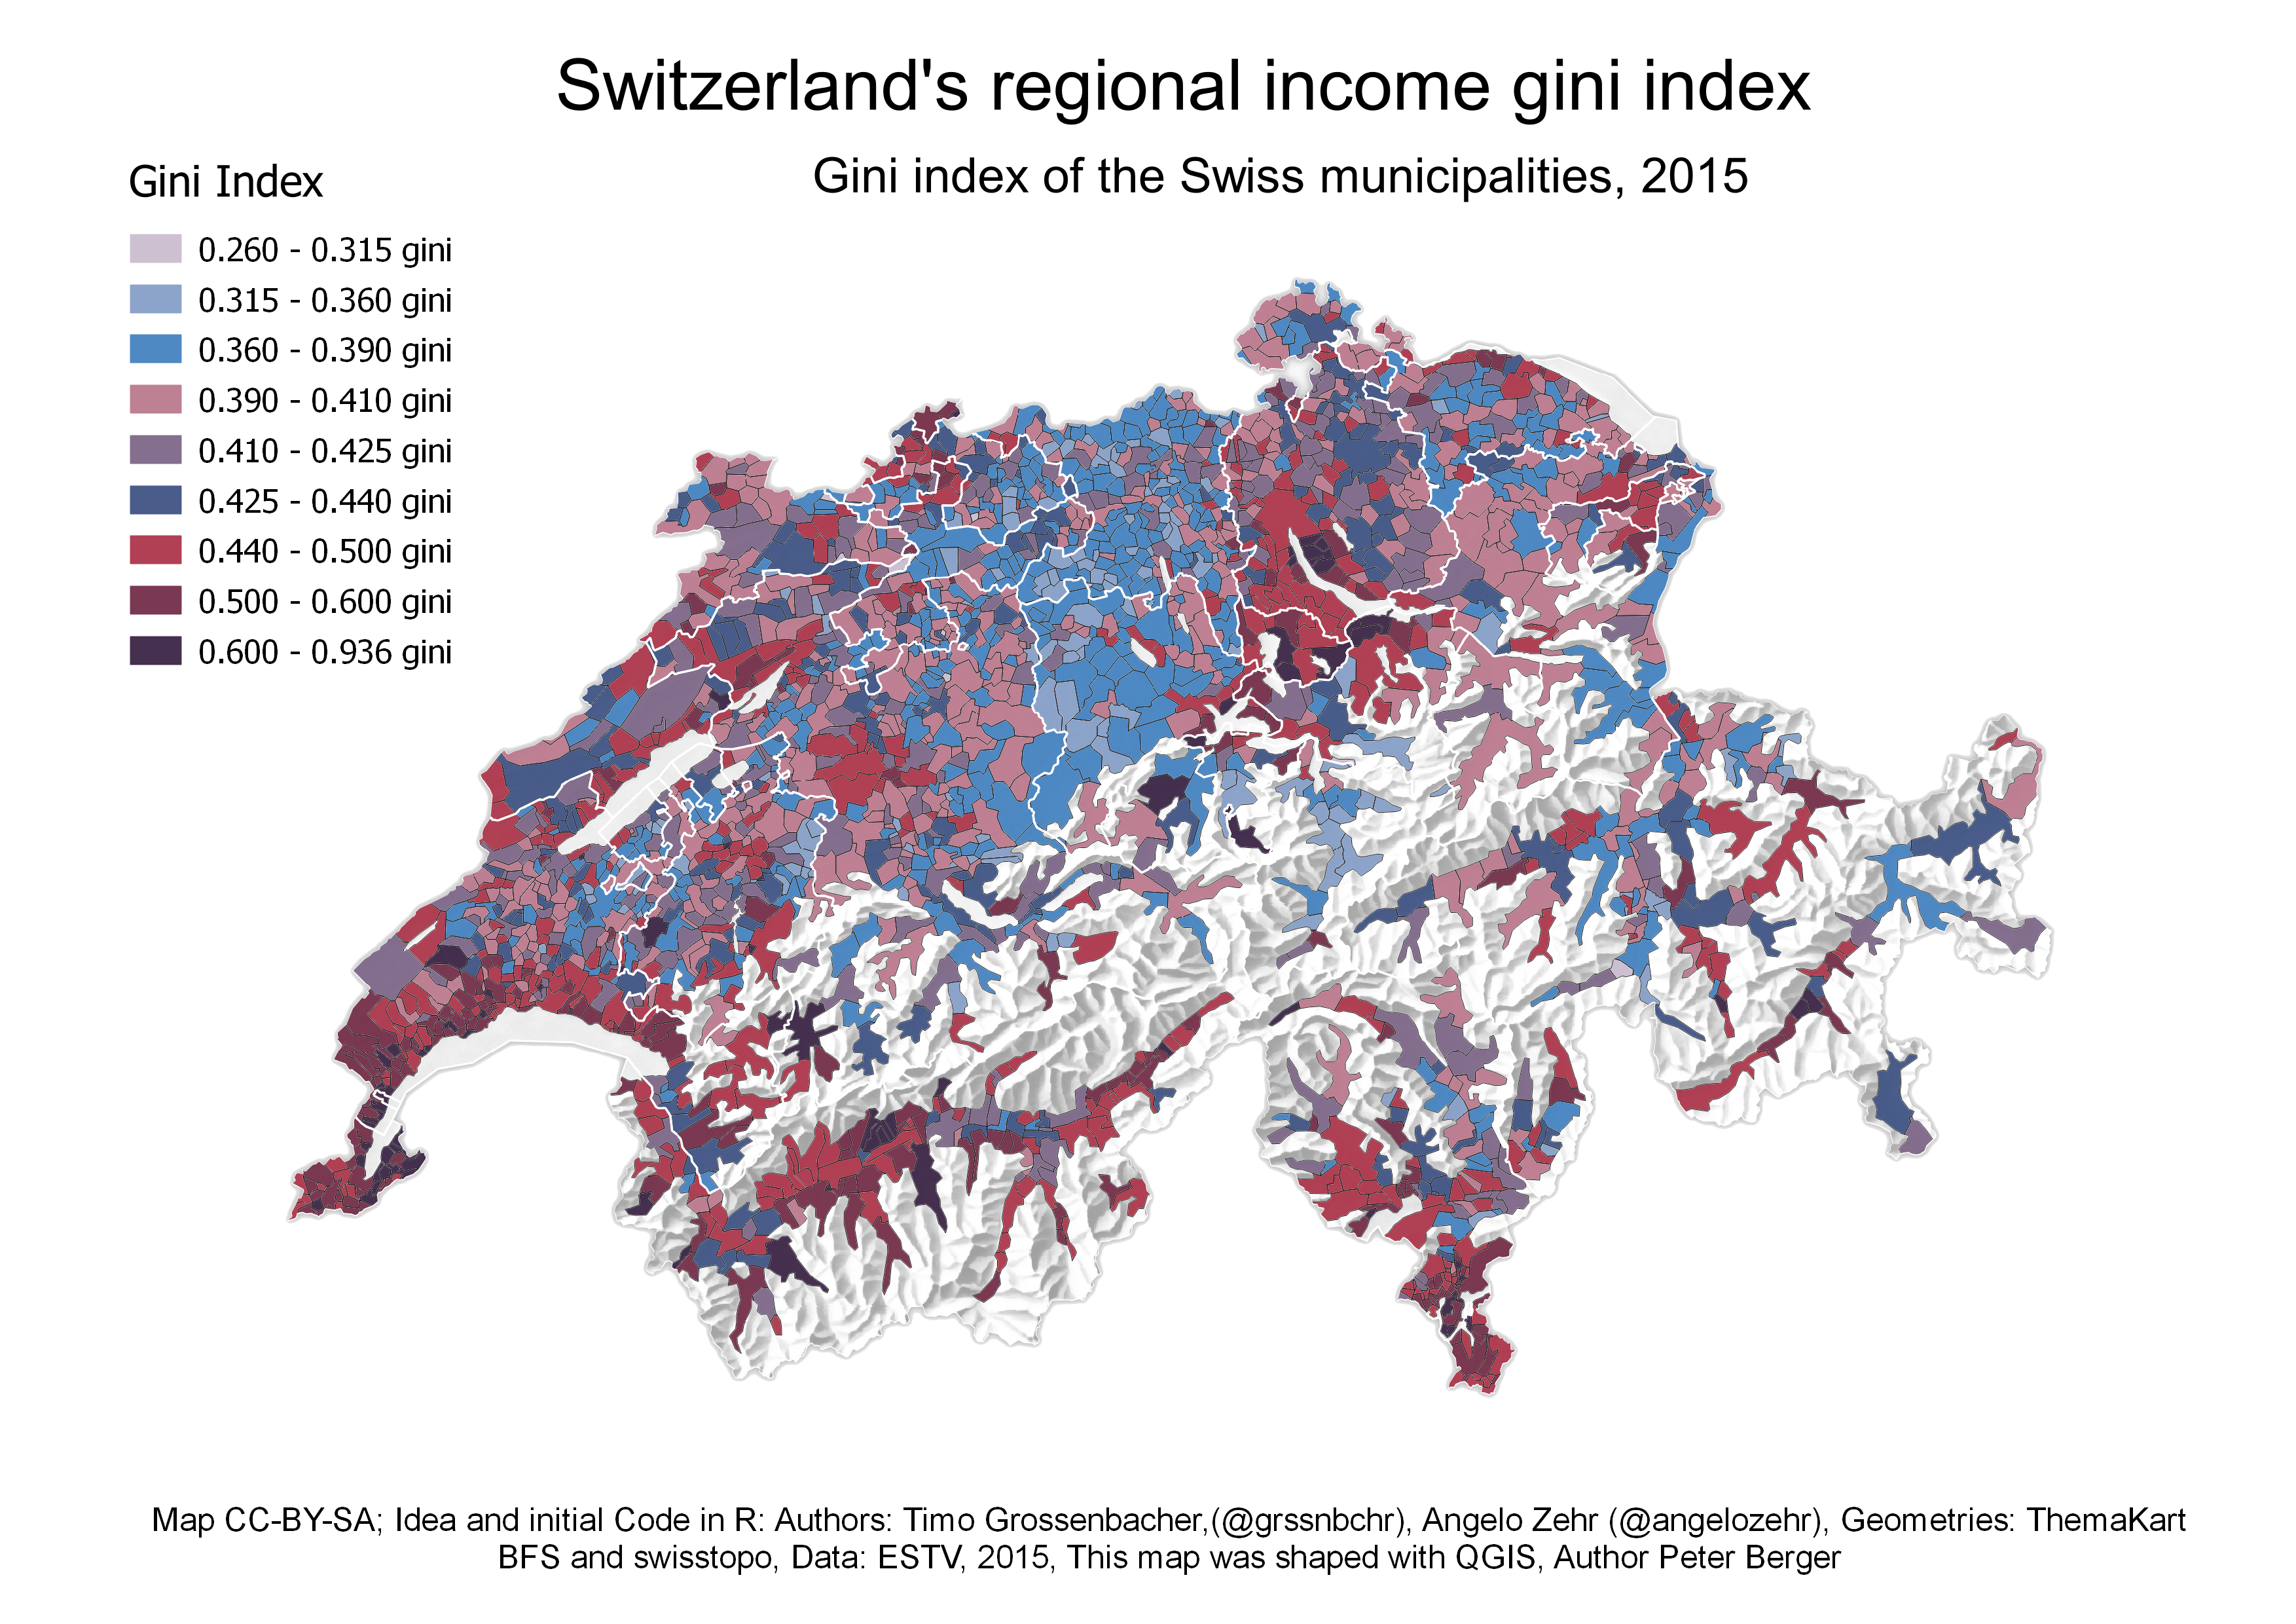 Switzerland's regional income gini index
Gini index of the Swiss municipalities, 2015
Gini Index
0.260 - 0.315 gini
0.315 - 0.360 gini
0.360 - 0.390 gini
0.390 - 0.410 gini
0.410 - 0.425 gini
0.425 - 0.440 gini
0.440 - 0.500 gini
0.500 - 0.600 gini
0.600 - 0.936 gini
Map CC-BY-SA; Idea and initial Code in R: Authors: Timo Grossenbacher,(@grssnbchr), Angelo Zehr (@angelozehr), Geometries: ThemaKart
BFS and swisstopo, Data: ESTV, 2015, This map was shaped with QGIS, Author Peter Berger